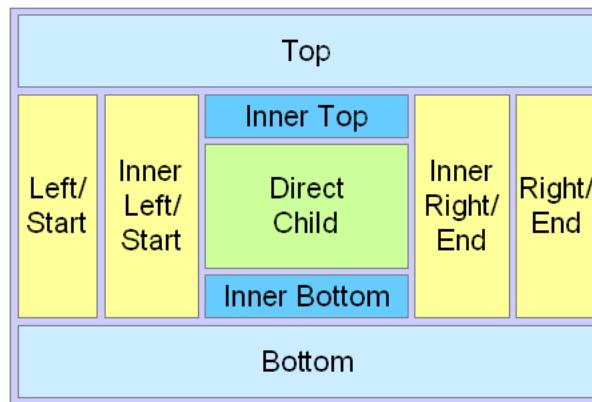 Top
Left/
Start
Inner
Left/
Start
Inner Top
Direct
Child
Inner Bottom
Inner
Right/
End
Right/
End
Bottom